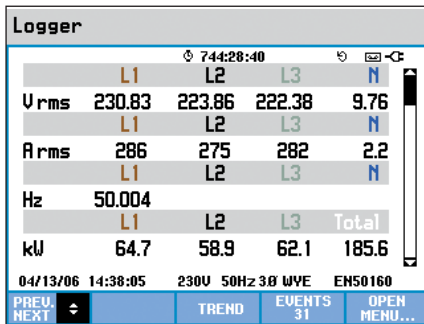 Logger
744:28:40
L1 L2 L3 N
V rms 230.83 223.86 222.38 9.76
L1 L2 L3 N
A rms 286 275 282 2.2
L1 L2 L3 N
Hz 50.004
L1 L2 L3 Total
kW 64.7 58.9 62.1 185.6
04/13/06 14:38:05 230V 50Hz 3Ø WYE EN50160
PREV. NEXT TREND EVENTS 31 OPEN MENU...